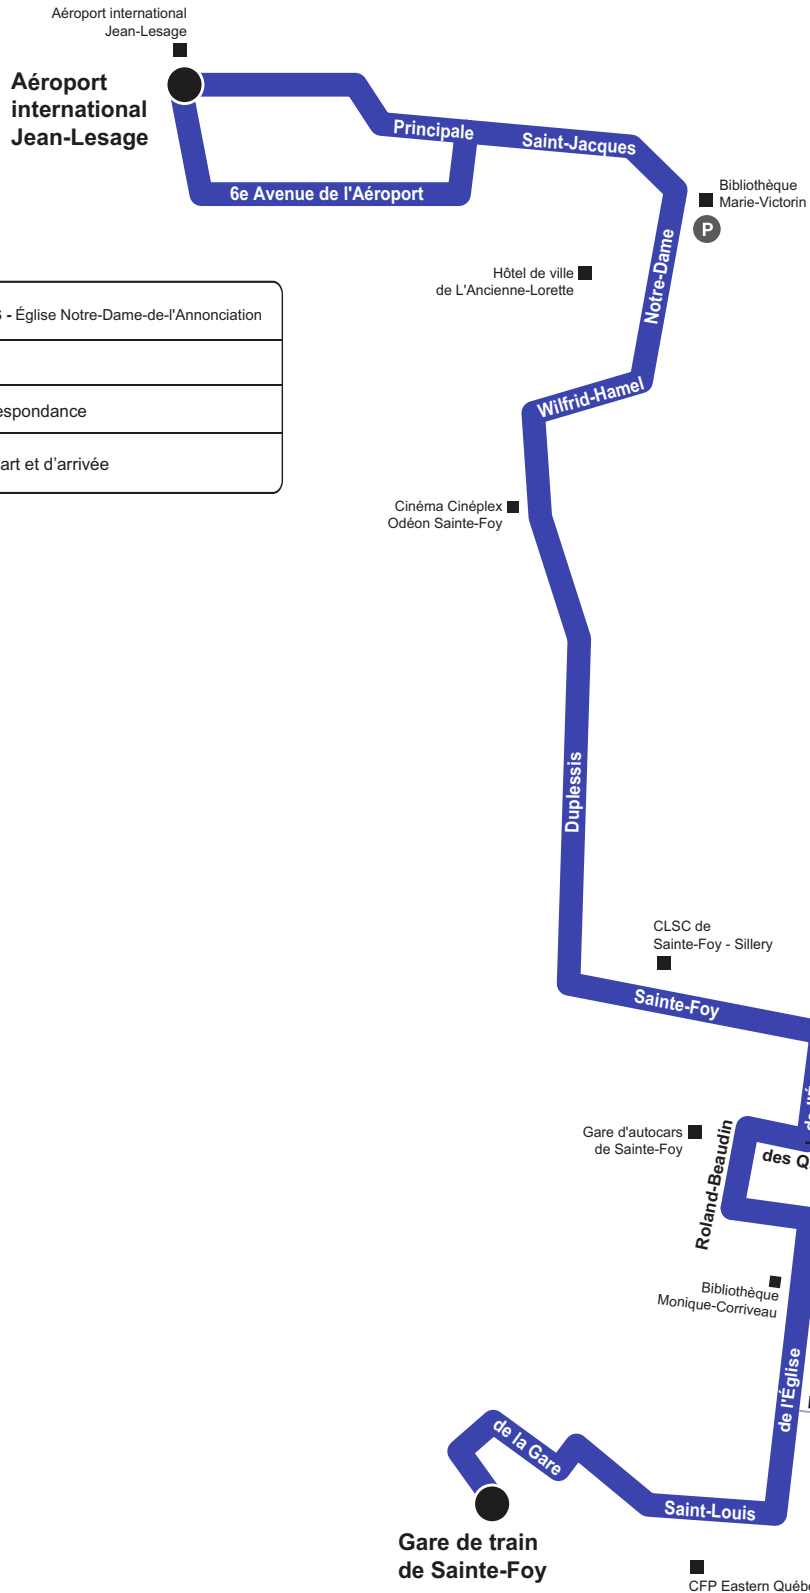 Aéroport international
Jean-Lesage
Aéroport
international
Jean-Lesage
Principale
Saint-Jacques
6e Avenue de l'Aéroport
Bibliothèque
Marie-Victorin
P
Notre-Dame
Hôtel de ville
de L'Ancienne-Lorette
- Église Notre-Dame-de-l'Annonciation
espondance
art et d’arrivée
Wilfrid-Hamel
Cinéma Cinéplex
Odéon Sainte-Foy
Duplessis
CLSC de
Sainte-Foy - Sillery
Sainte-Foy
Gare d'autocars
de Sainte-Foy
Roland-Beaudin
des Q
Bibliothèque
Monique-Corriveau
de l'Église
de la Gare
Saint-Louis
Gare de train
de Sainte-Foy
CFP Eastern Québe